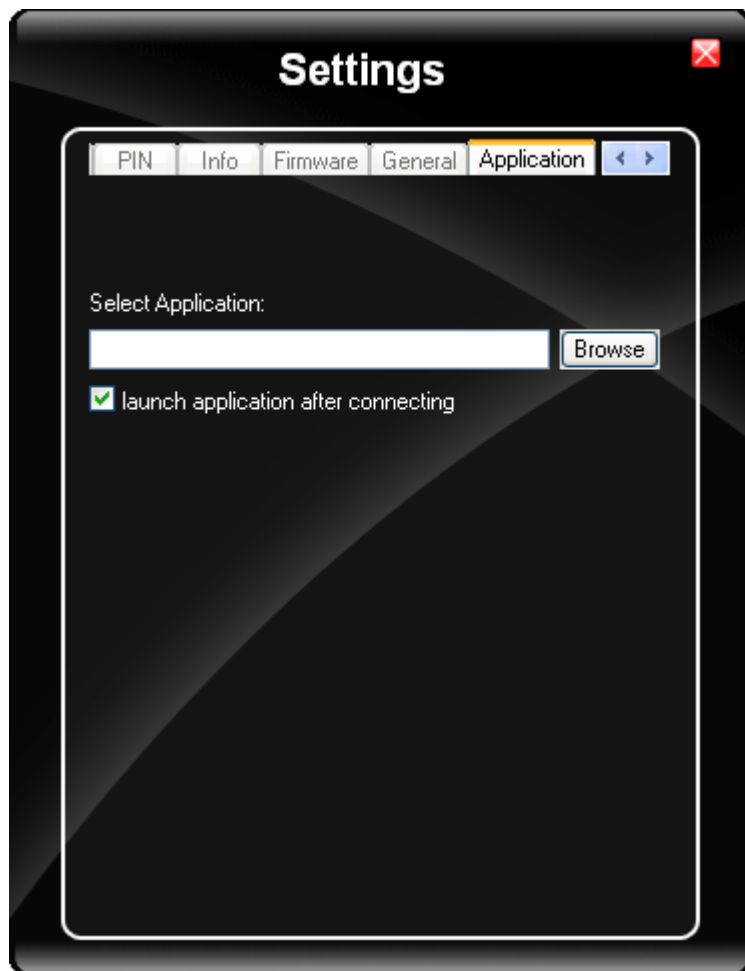 Settings
PIN Info Firmware General Application
Select Application:
Browse
launch application after connecting